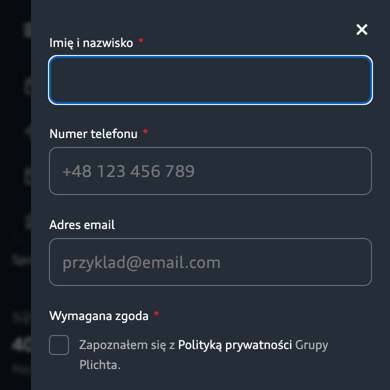 Imię i nazwisko *
Numer telefonu *
+48 123 456 789
Adres email
przyklad@email.com
Wymagana zgoda *
Zapoznałem się z Polityką prywatności Grupy
Plichta.